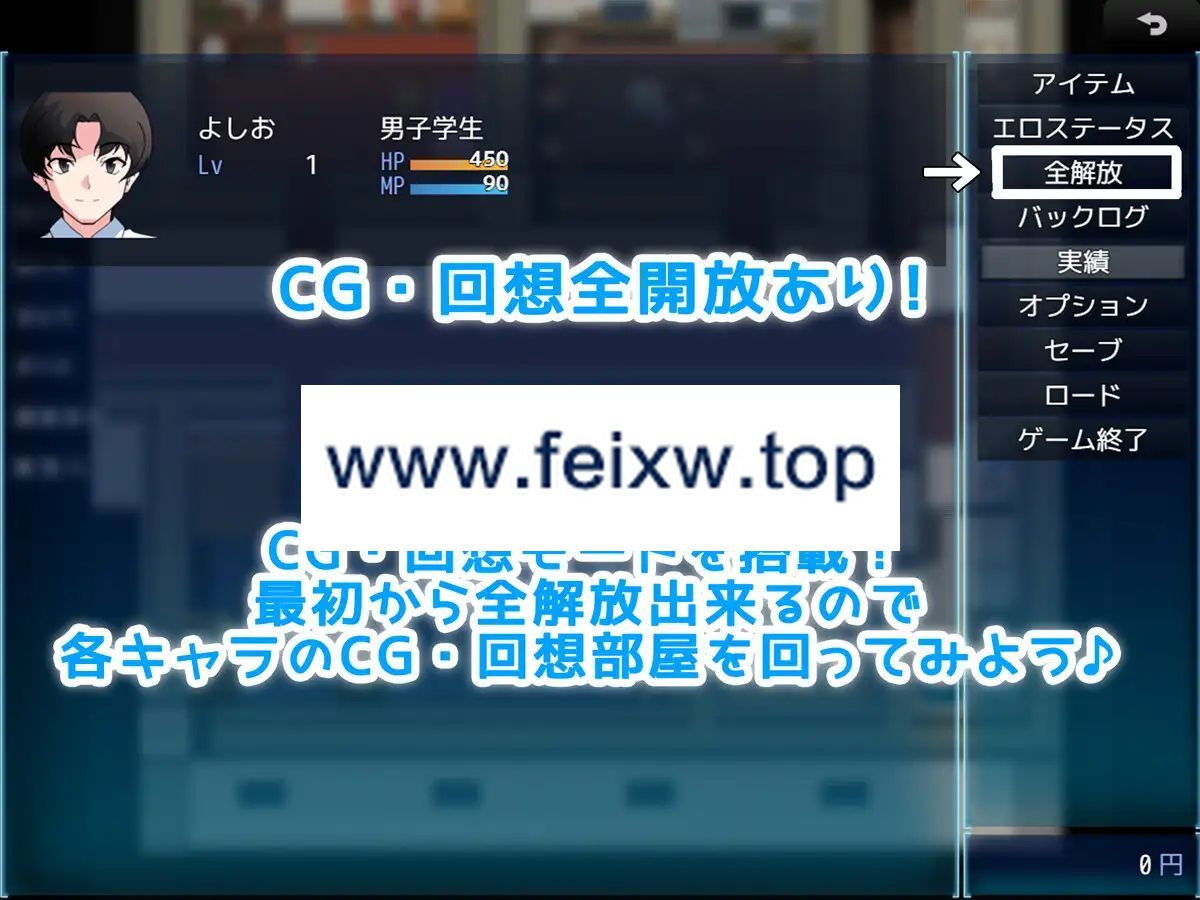 アイテム
よしお
男子学生
エロステータス
Lv 1
HP 450
全解放
MP 90
バックログ
実績
CG・回想全開放あり!
オプション
セーブ
ロード
ゲーム終了
www.feixw.top
CG・回想モードを搭載!
最初から全解放出来るので
各キャラのCG・回想部屋を回ってみよう♪
0円